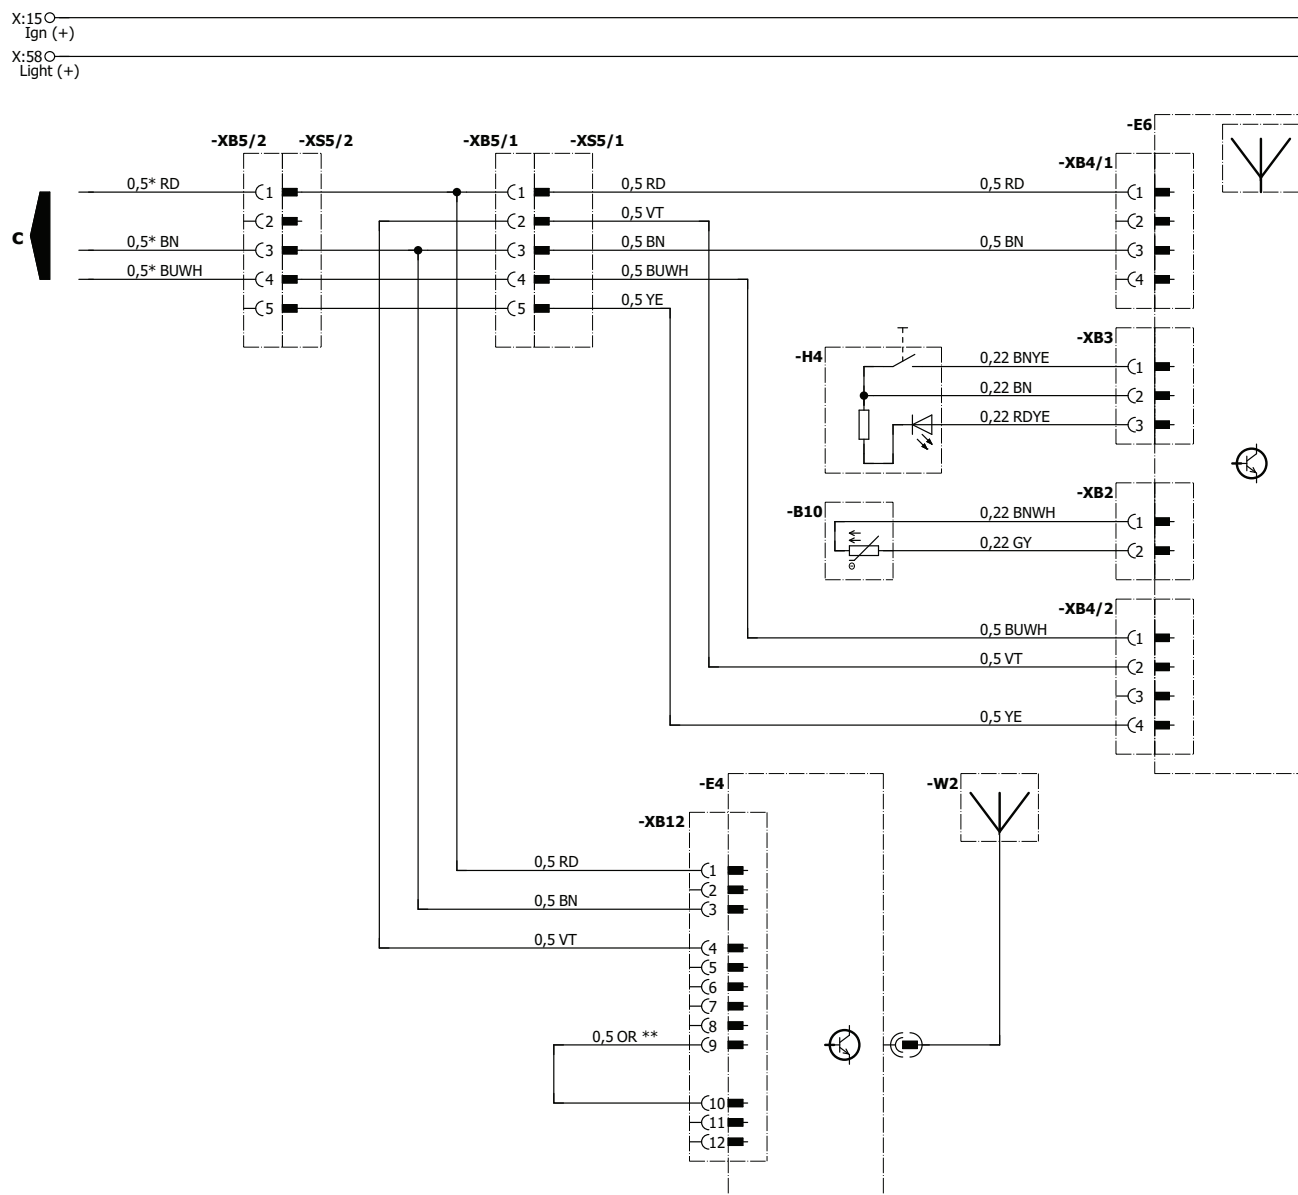 X:15
Ign (+)
X:58
Light (+)
-XB5/2 -XS5/2 -XB5/1 -XS5/1 -E6
-XB4/1
0,5* RD 1 1 0,5 RD 0,5 RD 1
2 2 0,5 VT 2
C
0,5* BN 3 3 0,5 BN 0,5 BN 3
0,5* BUWH 4 4 0,5 BUWH 4
5 5 0,5 YE
-XB3
-H4
0,22 BNYE 1
0,22 BN 2
0,22 RDYE 3
-XB2
-B10
0,22 BNWH 1
0,22 GY 2
Θ
-XB4/2
0,5 BUWH 1
0,5 VT 2
3
0,5 YE 4
-E4 -W2
-XB12
0,5 RD 1
2
0,5 BN 3
0,5 VT 4
5
6
7
8
0,5 OR ** 9
10
11
12